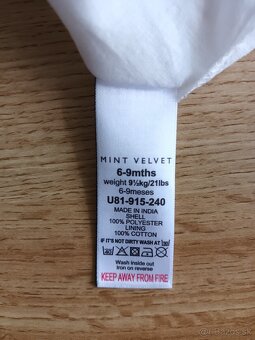 MINT VELVET
6-9mths
weight 9½kg/21lbs
6-9meses
U81-915-240
MADE IN INDIA
SHELL
100% POLYESTER
LINING
100% COTTON
IF IT'S NOT DIRTY WASH AT 30°
Wash inside out
Iron on reverse
KEEP AWAY FROM FIRE